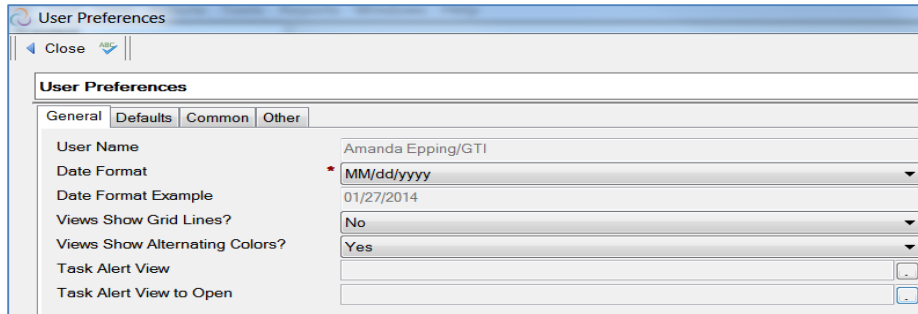 User Preferences
Close ABC
User Preferences
General Defaults Common Other
User Name Amanda Epping/GTI
Date Format * MM/dd/yyyy
Date Format Example 01/27/2014
Views Show Grid Lines? No
Views Show Alternating Colors? Yes
Task Alert View .
Task Alert View to Open .